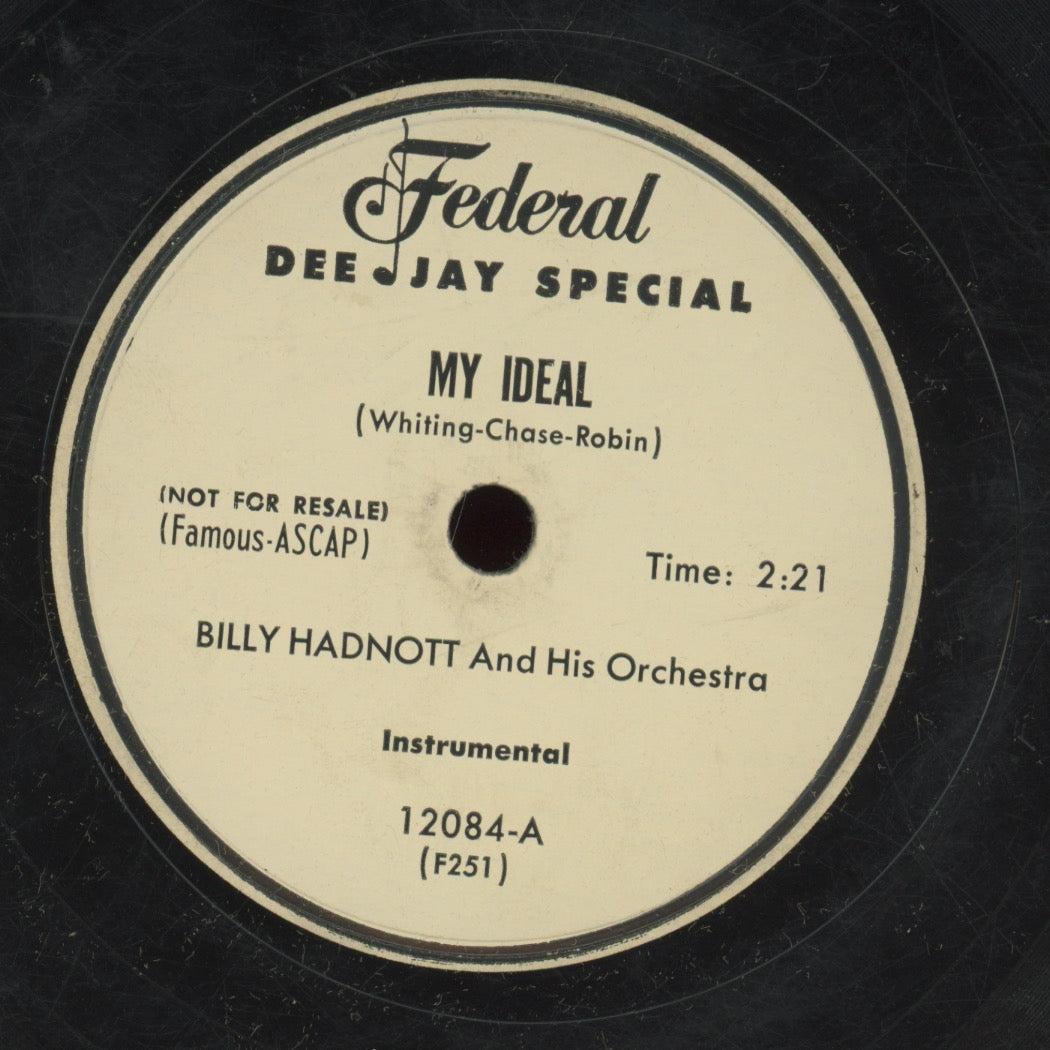 Federal
DEE JAY SPECIAL
MY IDEAL
(Whiting-Chase-Robin)
(NOT FOR RESALE)
(Famous-ASCAP)
Time: 2:21
BILLY HADNOTT And His Orchestra
Instrumental
12084-A
(F251)